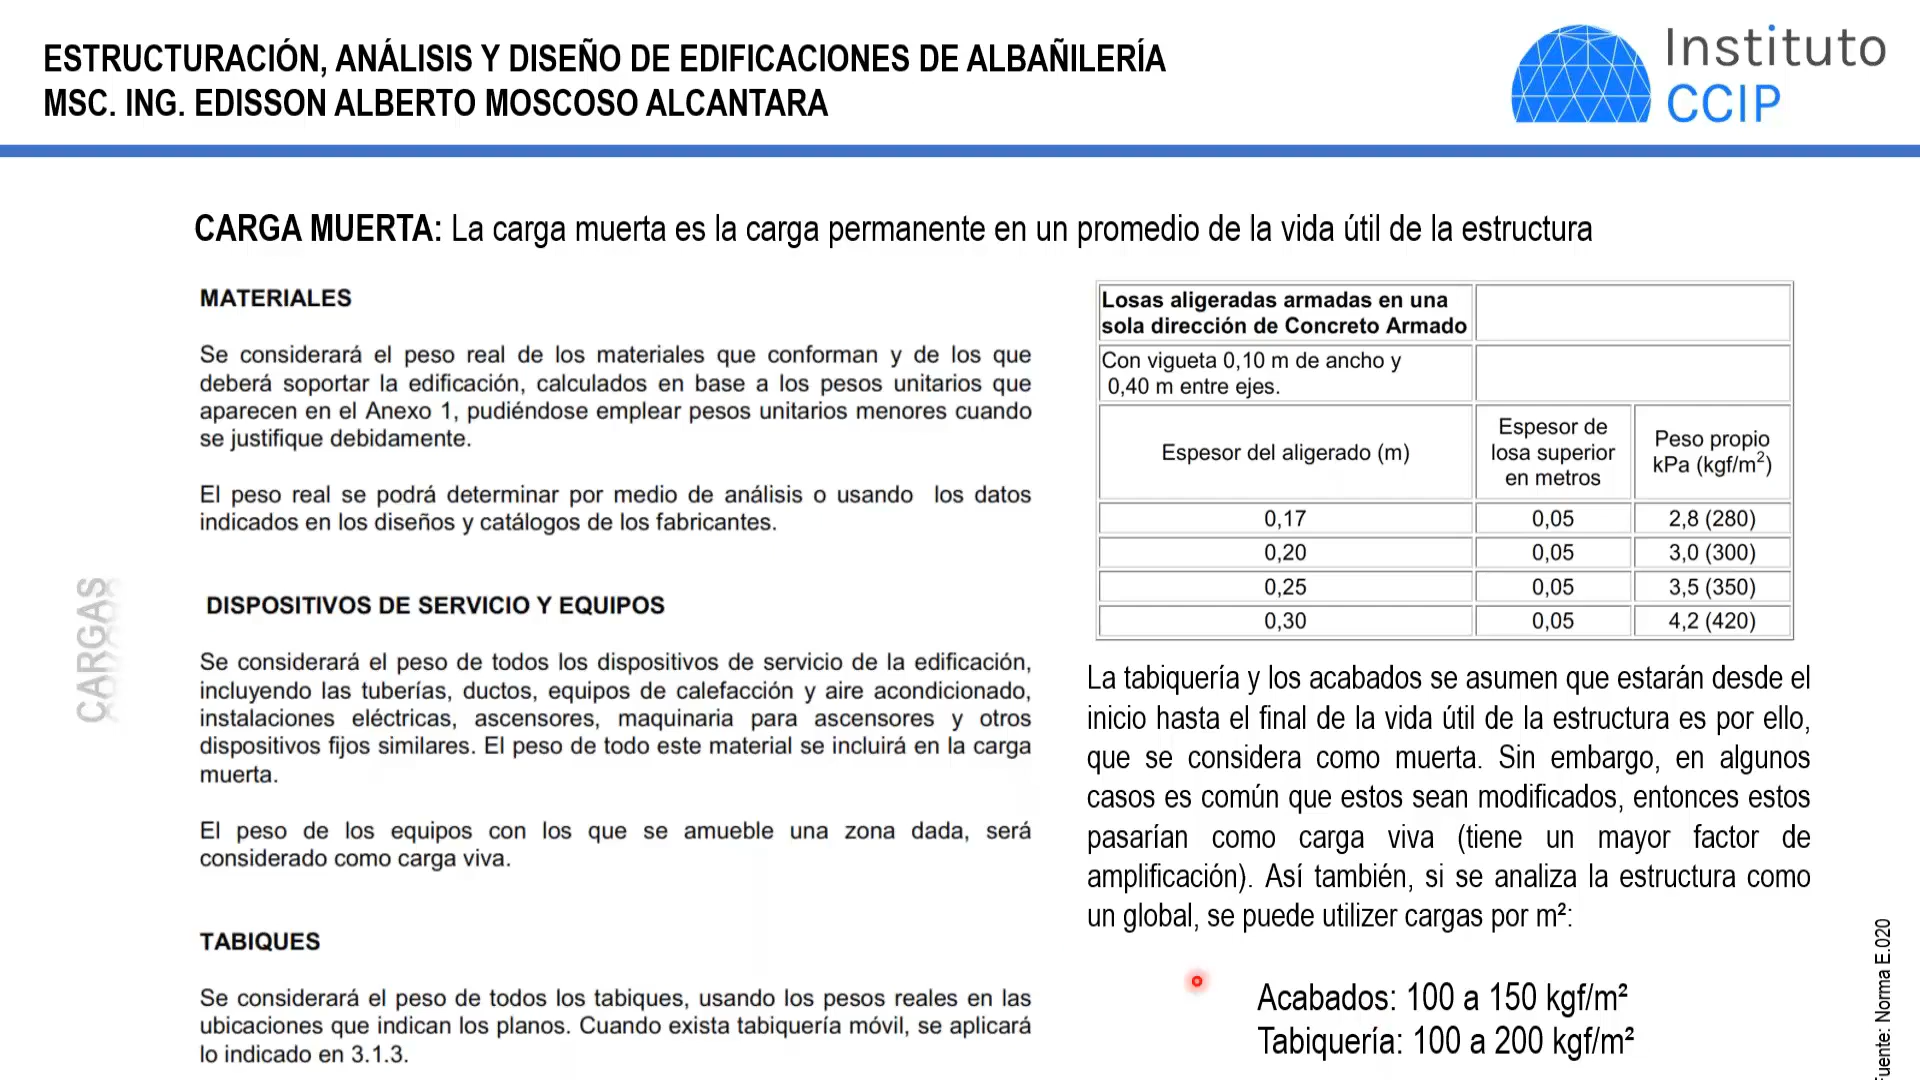 ESTRUCTURACIÓN, ANÁLISIS Y DISEÑO DE EDIFICACIONES DE ALBAÑILERÍA
MSC. ING. EDISSON ALBERTO MOSCOSO ALCANTARA
Instituto
CCIP
CARGA MUERTA: La carga muerta es la carga permanente en un promedio de la vida útil de la estructura
CARGAS
MATERIALES
Se considerará el peso real de los materiales que conforman y de los que
deberá soportar la edificación, calculados en base a los pesos unitarios que
aparecen en el Anexo 1, pudiéndose emplear pesos unitarios menores cuando
se justifique debidamente.
El peso real se podrá determinar por medio de análisis o usando los datos
indicados en los diseños y catálogos de los fabricantes.
DISPOSITIVOS DE SERVICIO Y EQUIPOS
Se considerará el peso de todos los dispositivos de servicio de la edificación,
incluyendo las tuberías, ductos, equipos de calefacción y aire acondicionado,
instalaciones eléctricas, ascensores, maquinaria para ascensores y otros
dispositivos fijos similares. El peso de todo este material se incluirá en la carga
muerta.
El peso de los equipos con los que se amueble una zona dada, será
considerado como carga viva.
TABIQUES
Se considerará el peso de todos los tabiques, usando los pesos reales en las
ubicaciones que indican los planos. Cuando exista tabiquería móvil, se aplicará
lo indicado en 3.1.3.
Losas aligeradas armadas en una
sola dirección de Concreto Armado
Con vigueta 0,10 m de ancho y
0,40 m entre ejes.
Espesor del aligerado (m)
Espesor de
losa superior
en metros
Peso propio
kPa (kgf/m²)
0,17 0,05 2,8 (280)
0,20 0,05 3,0 (300)
0,25 0,05 3,5 (350)
0,30 0,05 4,2 (420)
La tabiquería y los acabados se asumen que estarán desde el
inicio hasta el final de la vida útil de la estructura es por ello,
que se considera como muerta. Sin embargo, en algunos
casos es común que estos sean modificados, entonces estos
pasarían como carga viva (tiene un mayor factor de
amplificación). Así también, si se analiza la estructura como
un global, se puede utilizer cargas por m²:
Acabados: 100 a 150 kgf/m²
Tabiquería: 100 a 200 kgf/m²
uente: Norma E.020